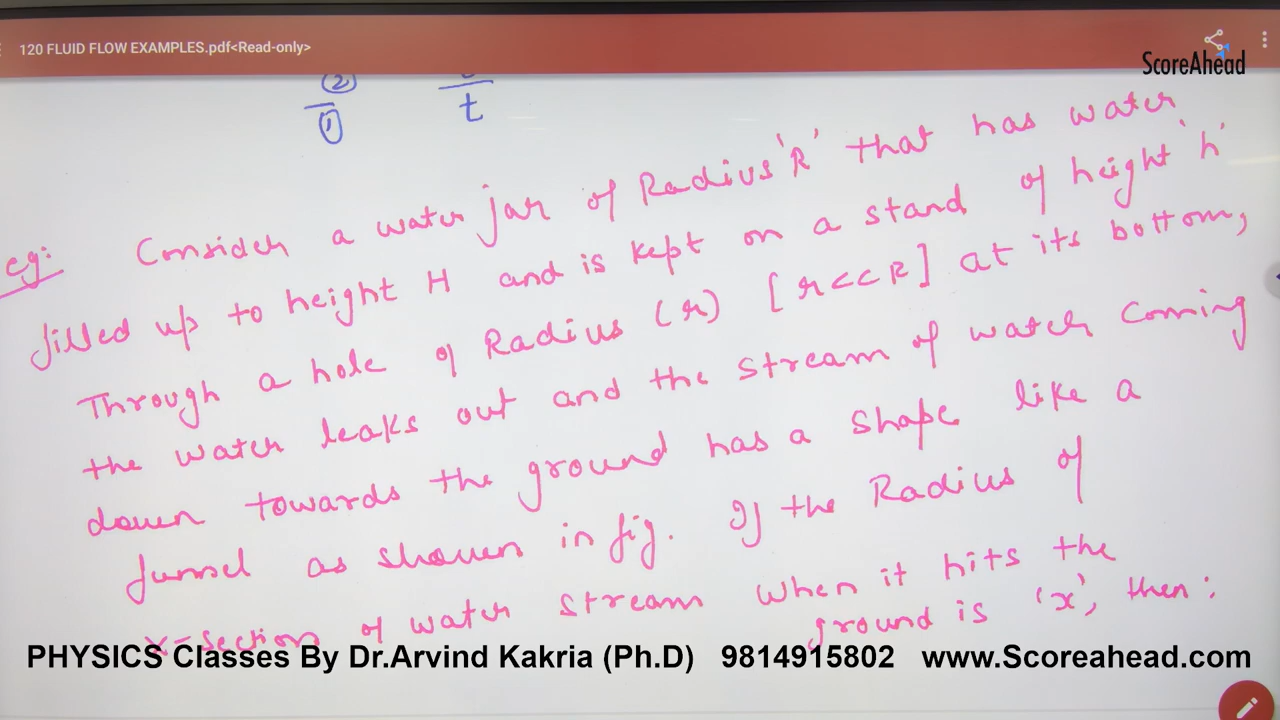 120 FLUID FLOW EXAMPLES.pdf<Read-only>
ScoreAhead
②
①
t
eg: Consider a water jar of Radius 'R' that has water
filled up to height H and is kept on a stand of height 'h'
Through a hole of Radius (r) [r<<R] at its bottom,
the water leaks out and the stream of water coming
down towards the ground has a shape like a
funnel as shown in fig. If the Radius of
X-section of water stream when it hits the
ground is 'x', then:
PHYSICS Classes By Dr.Arvind Kakria (Ph.D) 9814915802 www.Scoreahead.com